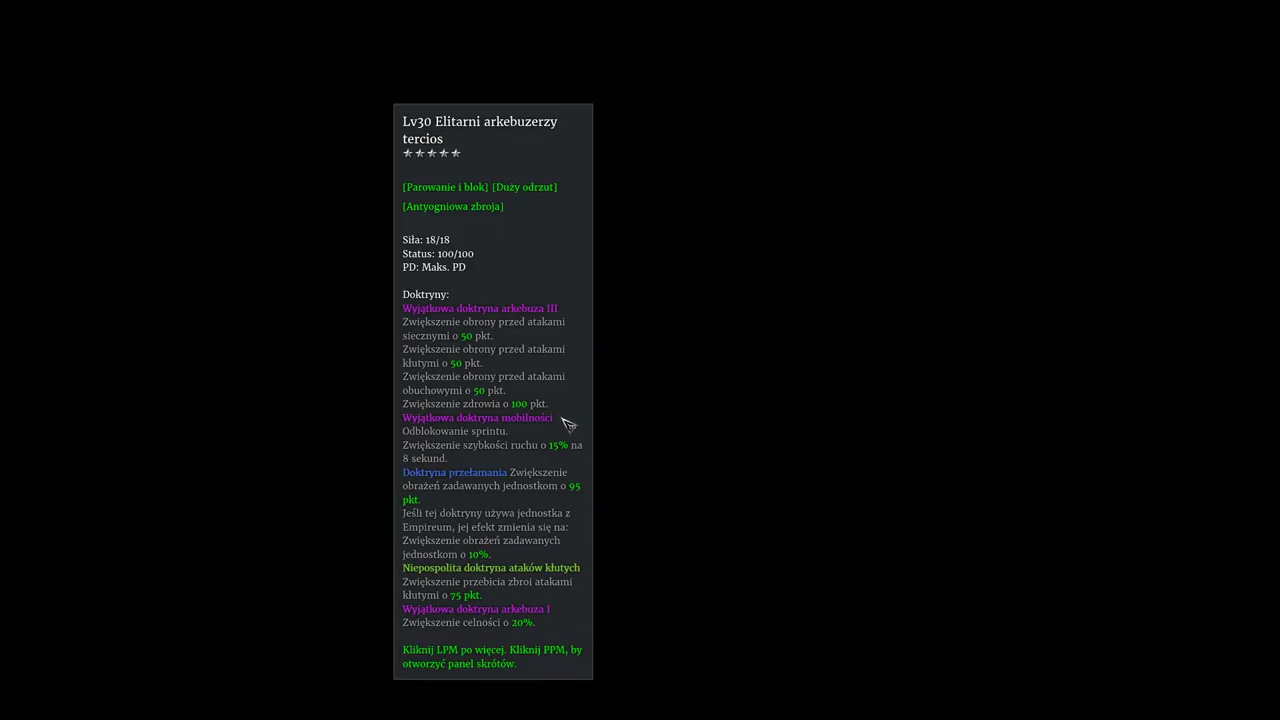 Lv30 Elitarni arkebuzerzy
tercios
[Parowanie i blok] [Duży odrzut]
[Antyogniowa zbroja]
Siła: 18/18
Status: 100/100
PD: Maks. PD
Doktryny:
Wyjątkowa doktryna arkebuza III
Zwiększenie obrony przed atakami
siecznymi o 50 pkt.
Zwiększenie obrony przed atakami
kłutymi o 50 pkt.
Zwiększenie obrony przed atakami
obuchowymi o 50 pkt.
Zwiększenie zdrowia o 100 pkt.
Wyjątkowa doktryna mobilności
Odblokowanie sprintu.
Zwiększenie szybkości ruchu o 15% na
8 sekund.
Doktryna przełamania Zwiększenie
obrażeń zadawanych jednostkom o 95
pkt.
Jeśli tej doktryny używa jednostka z
Empireum, jej efekt zmienia się na:
Zwiększenie obrażeń zadawanych
jednostkom o 10%.
Niepospolita doktryna ataków kłutych
Zwiększenie przebicia zbroi atakami
kłutymi o 75 pkt.
Wyjątkowa doktryna arkebuza I
Zwiększenie celności o 20%.
Kliknij LPM po więcej. Kliknij PPM, by
otworzyć panel skrótów.